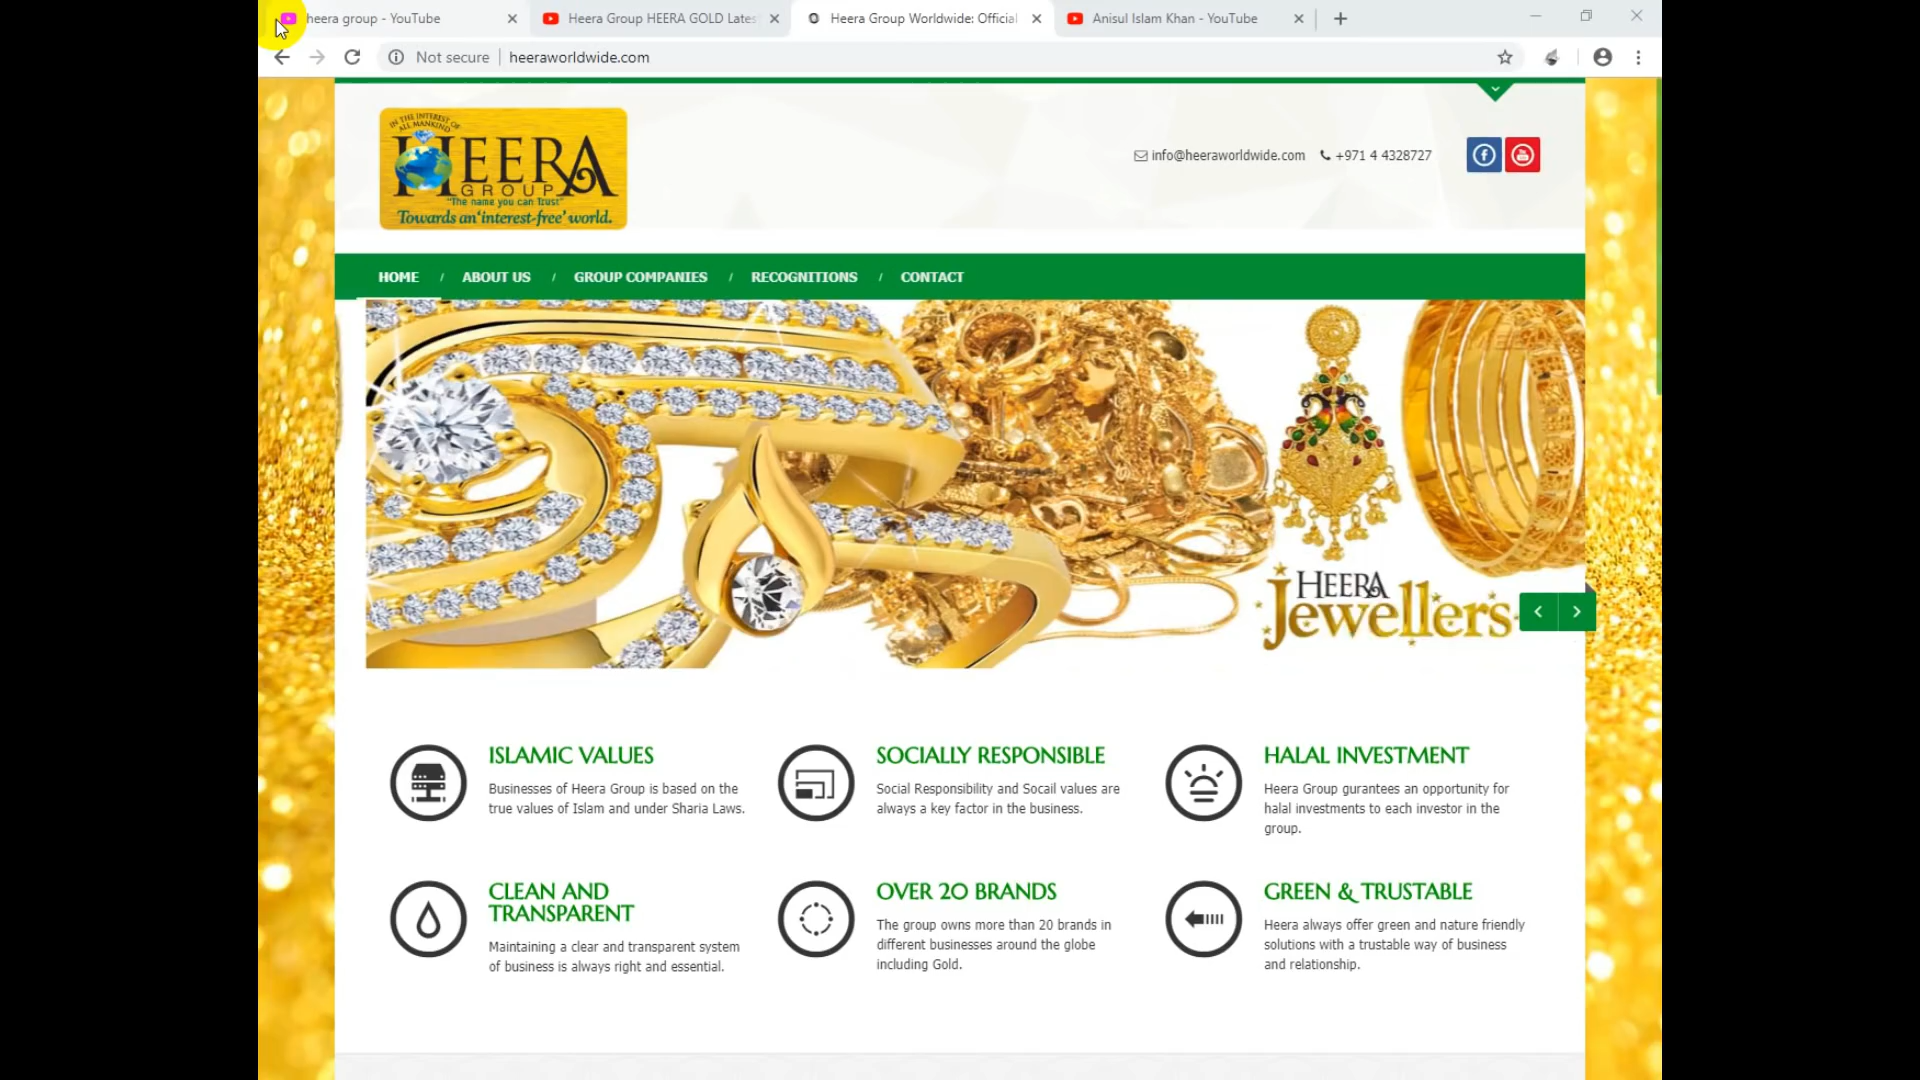 heera group - YouTube
Heera Group HEERA GOLD Lates
Heera Group Worldwide: Official
Anisul Islam Khan - YouTube
Not secure
heeraworldwide.com
IN THE INTEREST OF
ALL MANKIND
HEERA
GROUP
"The name you can Trust"
Towards an 'interest-free' world.
info@heeraworldwide.com +971 4 4328727
HOME / ABOUT US / GROUP COMPANIES / RECOGNITIONS / CONTACT
HEERA
Jewellers
ISLAMIC VALUES
Businesses of Heera Group is based on the
true values of Islam and under Sharia Laws.
SOCIALLY RESPONSIBLE
Social Responsibility and Socail values are
always a key factor in the business.
HALAL INVESTMENT
Heera Group gurantees an opportunity for
halal investments to each investor in the
group.
CLEAN AND
TRANSPARENT
Maintaining a clear and transparent system
of business is always right and essential.
OVER 20 BRANDS
The group owns more than 20 brands in
different businesses around the globe
including Gold.
GREEN & TRUSTABLE
Heera always offer green and nature friendly
solutions with a trustable way of business
and relationship.